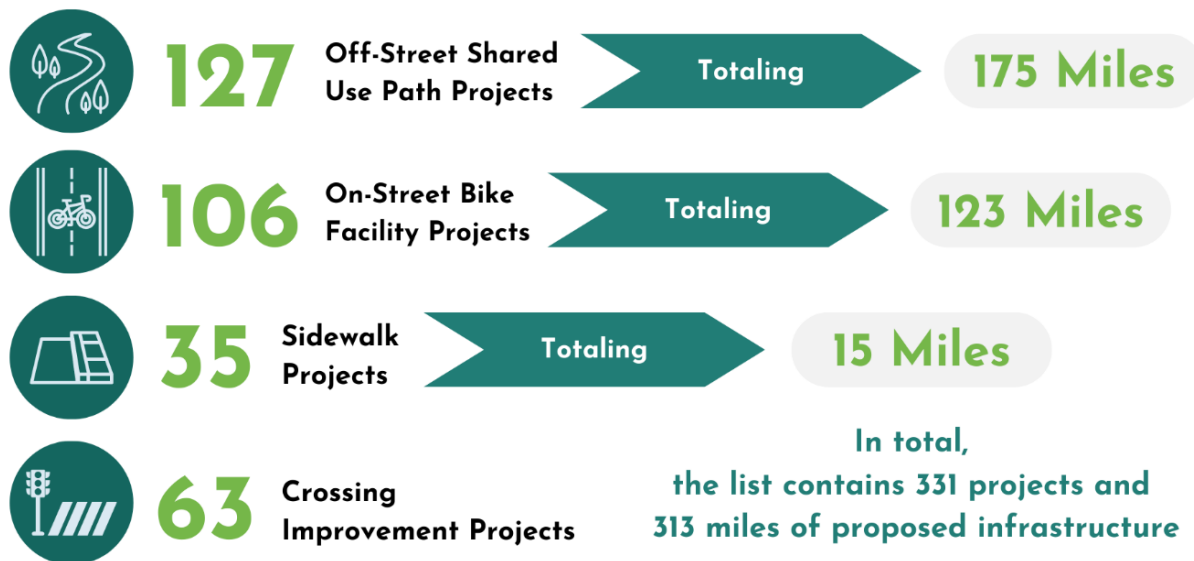 127
Off-Street Shared
Use Path Projects
Totaling
175 Miles
106
On-Street Bike
Facility Projects
Totaling
123 Miles
35
Sidewalk
Projects
Totaling
15 Miles
63
Crossing
Improvement Projects
In total,
the list contains 331 projects and
313 miles of proposed infrastructure